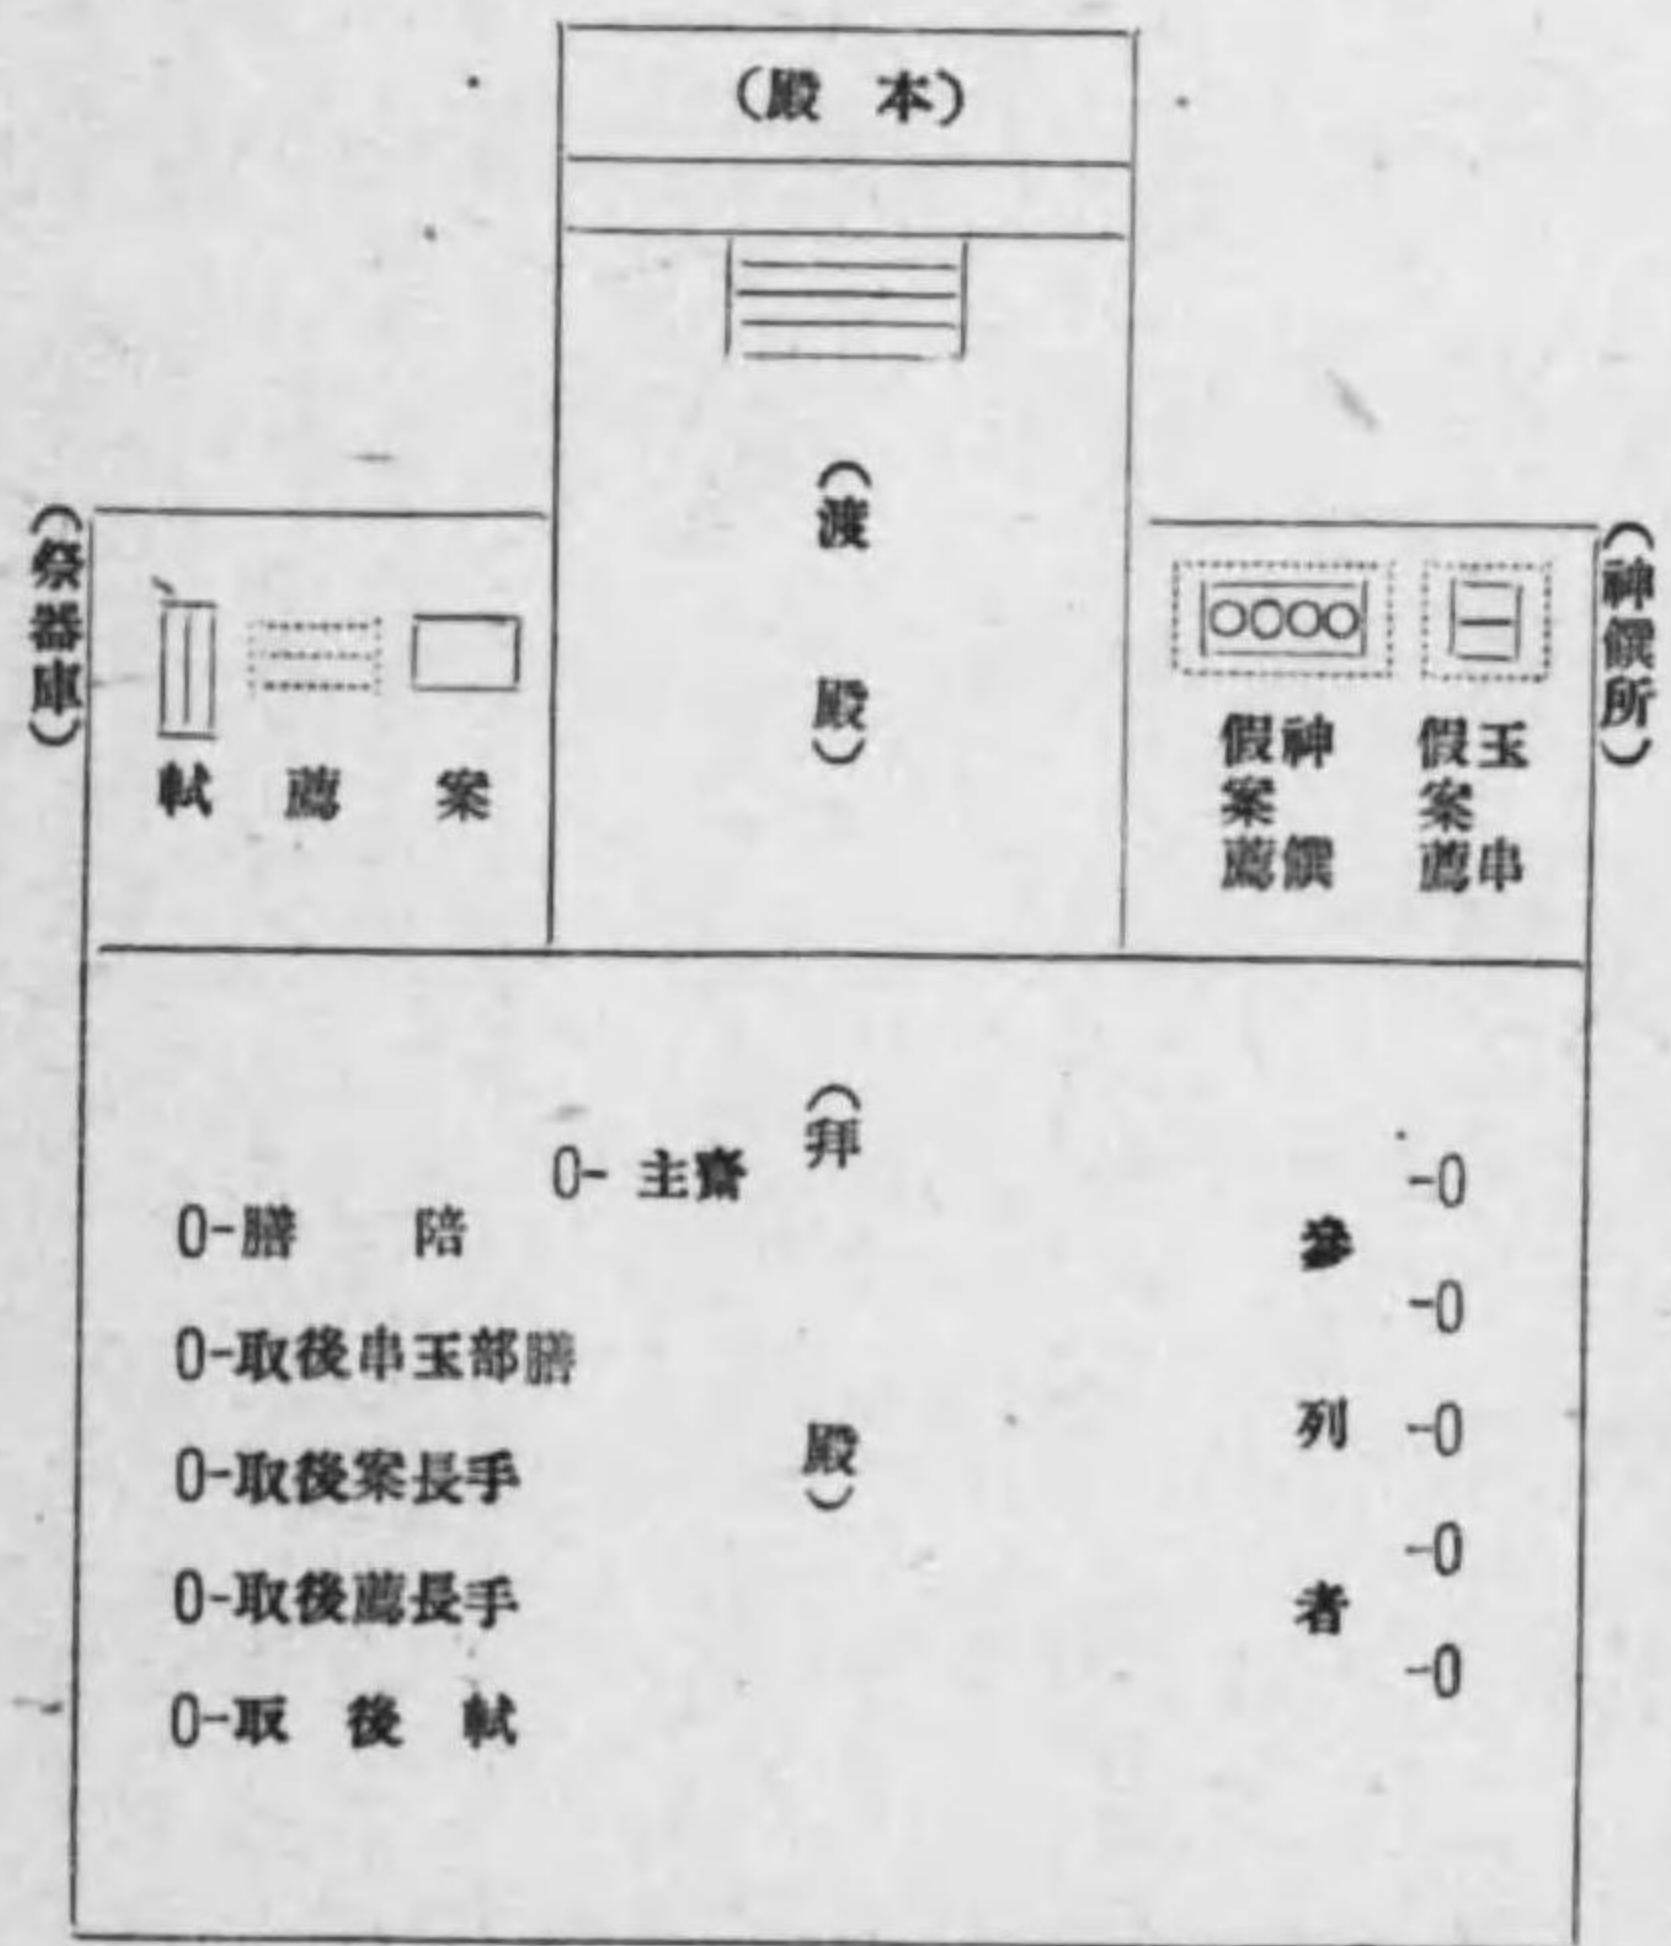 (本殿)
(渡殿)
(神饌所)
玉串
假案薦
神饌
假案薦
案
薦
軾
(祭器庫)
(拜殿)
齋主
陪膳
膳部玉串後取
手長案後取
手長薦後取
軾後取
參列者